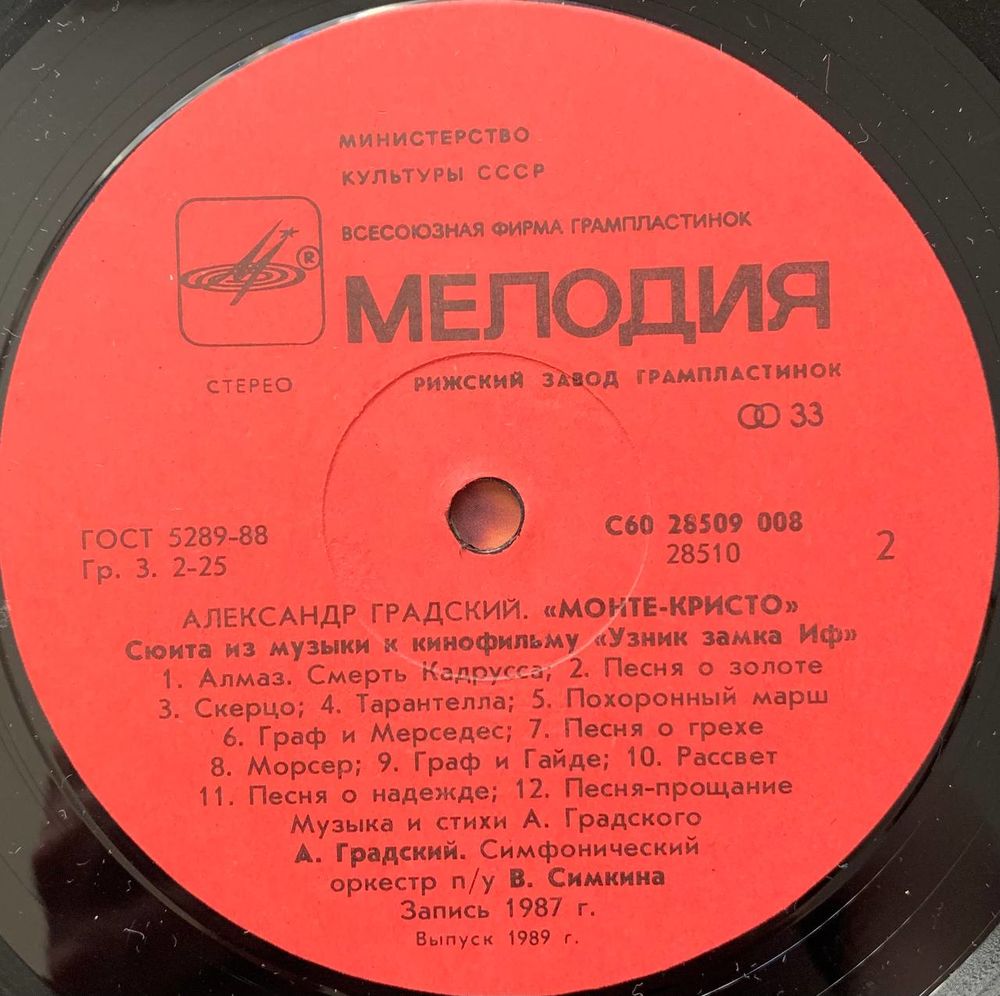 МИНИСТЕРСТВО
КУЛЬТУРЫ СССР
ВСЕСОЮЗНАЯ ФИРМА ГРАМПЛАСТИНОК
®
МЕЛОДИЯ
СТЕРЕО
РИЖСКИЙ ЗАВОД ГРАМПЛАСТИНОК
33
ГОСТ 5289-88
Гр. 3. 2-25
С60 28509 008
28510
2
АЛЕКСАНДР ГРАДСКИЙ. «МОНТЕ-КРИСТО»
Сюита из музыки к кинофильму «Узник замка Иф»
1. Алмаз. Смерть Кадрусса; 2. Песня о золоте
3. Скерцо; 4. Тарантелла; 5. Похоронный марш
6. Граф и Мерседес; 7. Песня о грехе
8. Морсер; 9. Граф и Гайде; 10. Рассвет
11. Песня о надежде; 12. Песня-прощание
Музыка и стихи А. Градского
А. Градский. Симфонический
оркестр п/у В. Симкина
Запись 1987 г.
Выпуск 1989 г.